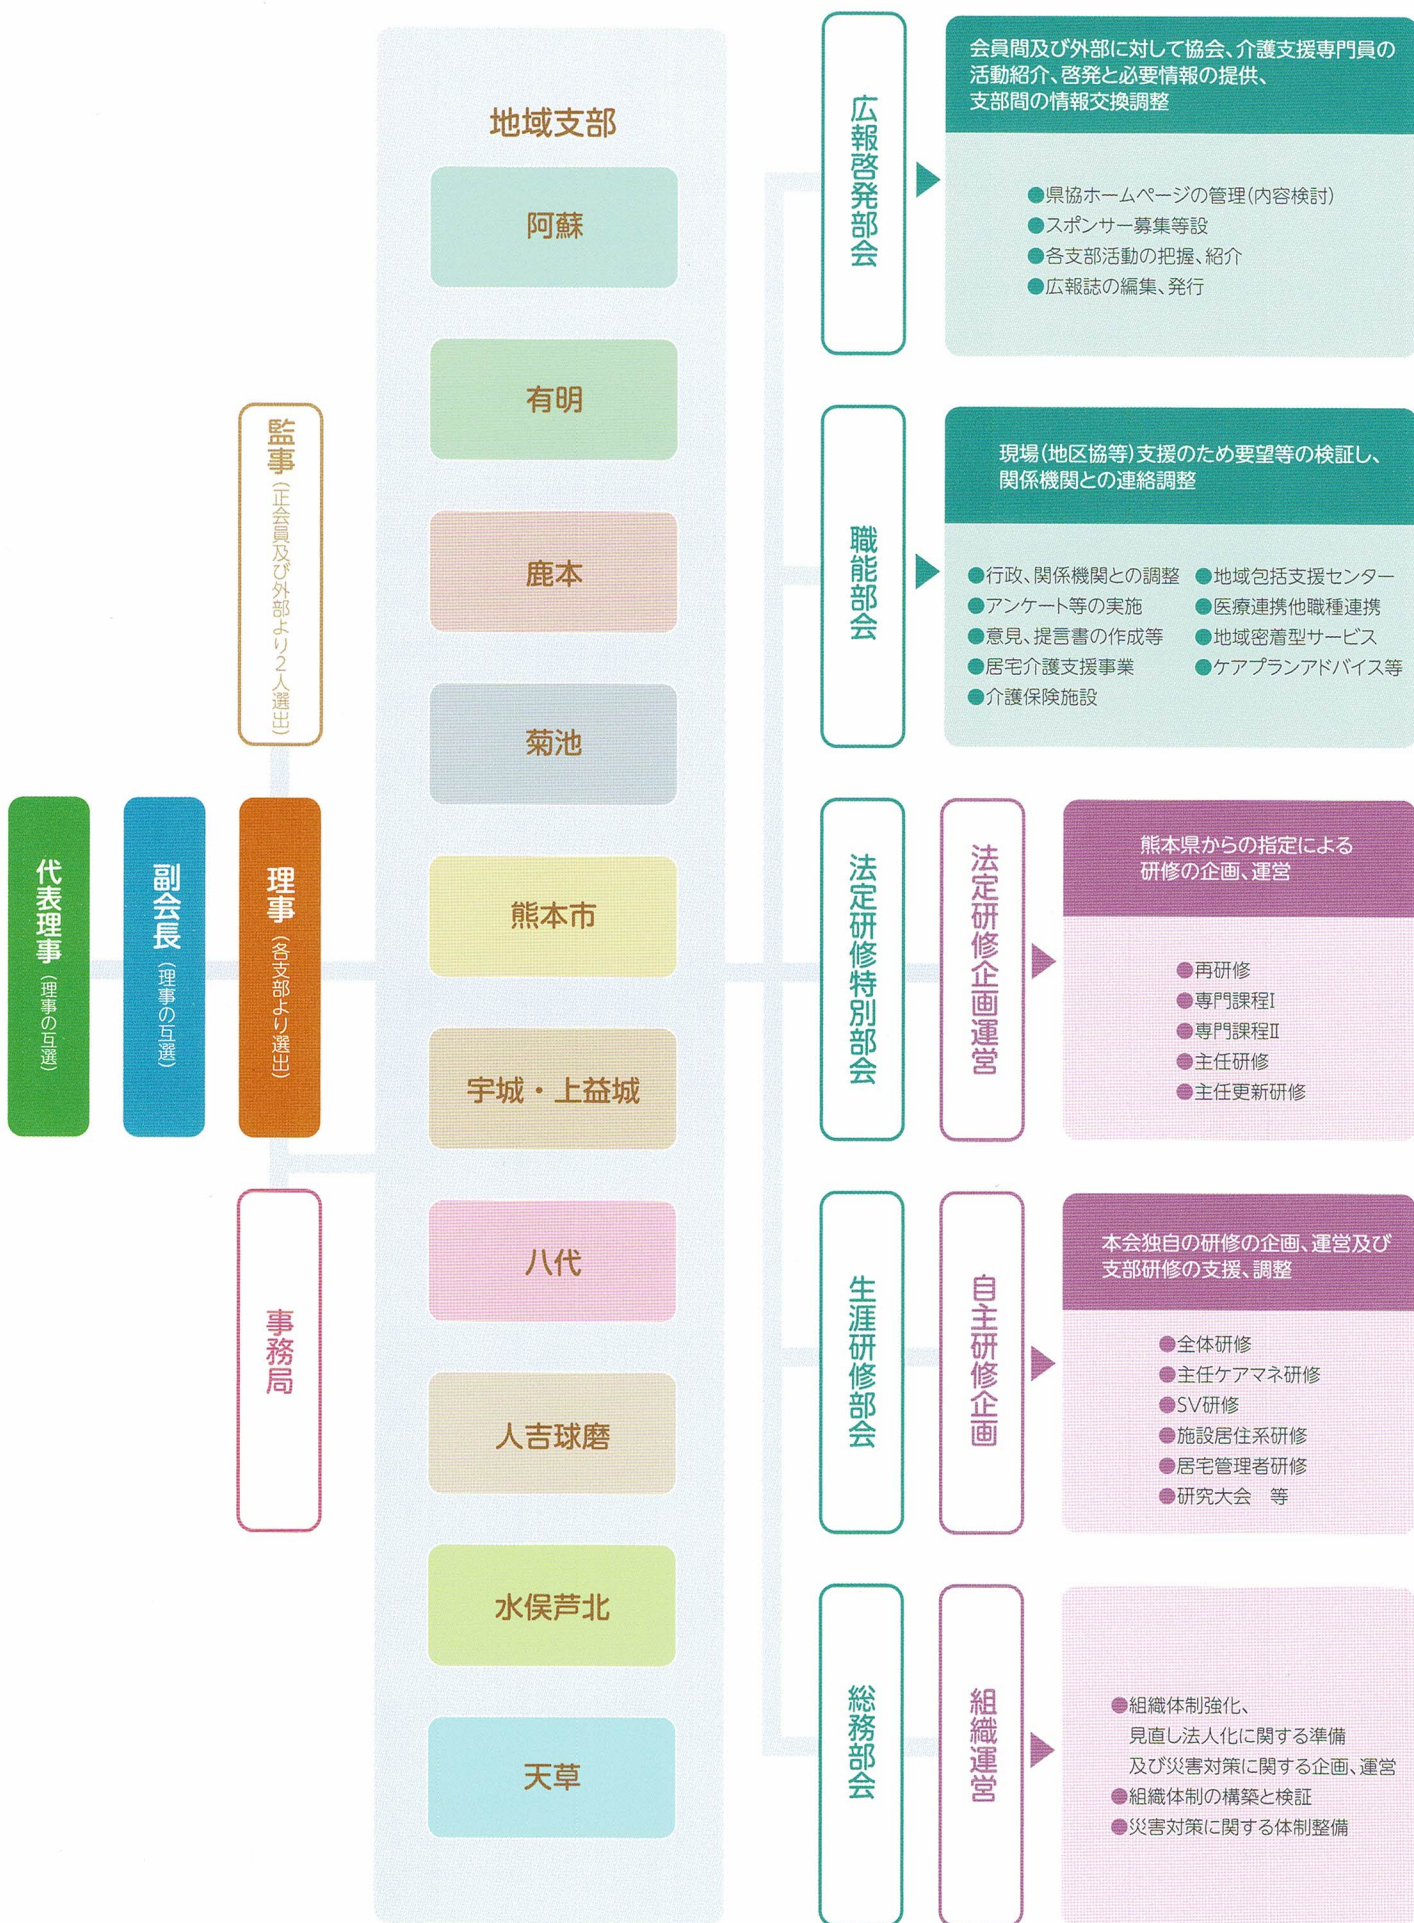 代表理事(理事の互選)
副会長(理事の互選)
理事(各支部より選出)
監事(正会員及び外部より2人選出)
事務局
地域支部
阿蘇
有明
鹿本
菊池
熊本市
宇城・上益城
八代
人吉球磨
水俣芦北
天草
広報啓発部会
会員間及び外部に対して協会、介護支援専門員の
活動紹介、啓発と必要情報の提供、
支部間の情報交換調整
●県協ホームページの管理(内容検討)
●スポンサー募集等設
●各支部活動の把握、紹介
●広報誌の編集、発行
職能部会
現場(地区協等)支援のため要望等の検証し、
関係機関との連絡調整
●行政、関係機関との調整
●アンケート等の実施
●意見、提言書の作成等
●居宅介護支援事業
●介護保険施設
●地域包括支援センター
●医療連携他職種連携
●地域密着型サービス
●ケアプランアドバイス等
法定研修特別部会
法定研修企画運営
熊本県からの指定による
研修の企画、運営
●再研修
●専門課程I
●専門課程II
●主任研修
●主任更新研修
生涯研修部会
自主研修企画
本会独自の研修の企画、運営及び
支部研修の支援、調整
●全体研修
●主任ケアマネ研修
●SV研修
●施設居住系研修
●居宅管理者研修
●研究大会　等
総務部会
組織運営
●組織体制強化、
見直し法人化に関する準備
及び災害対策に関する企画、運営
●組織体制の構築と検証
●災害対策に関する体制整備